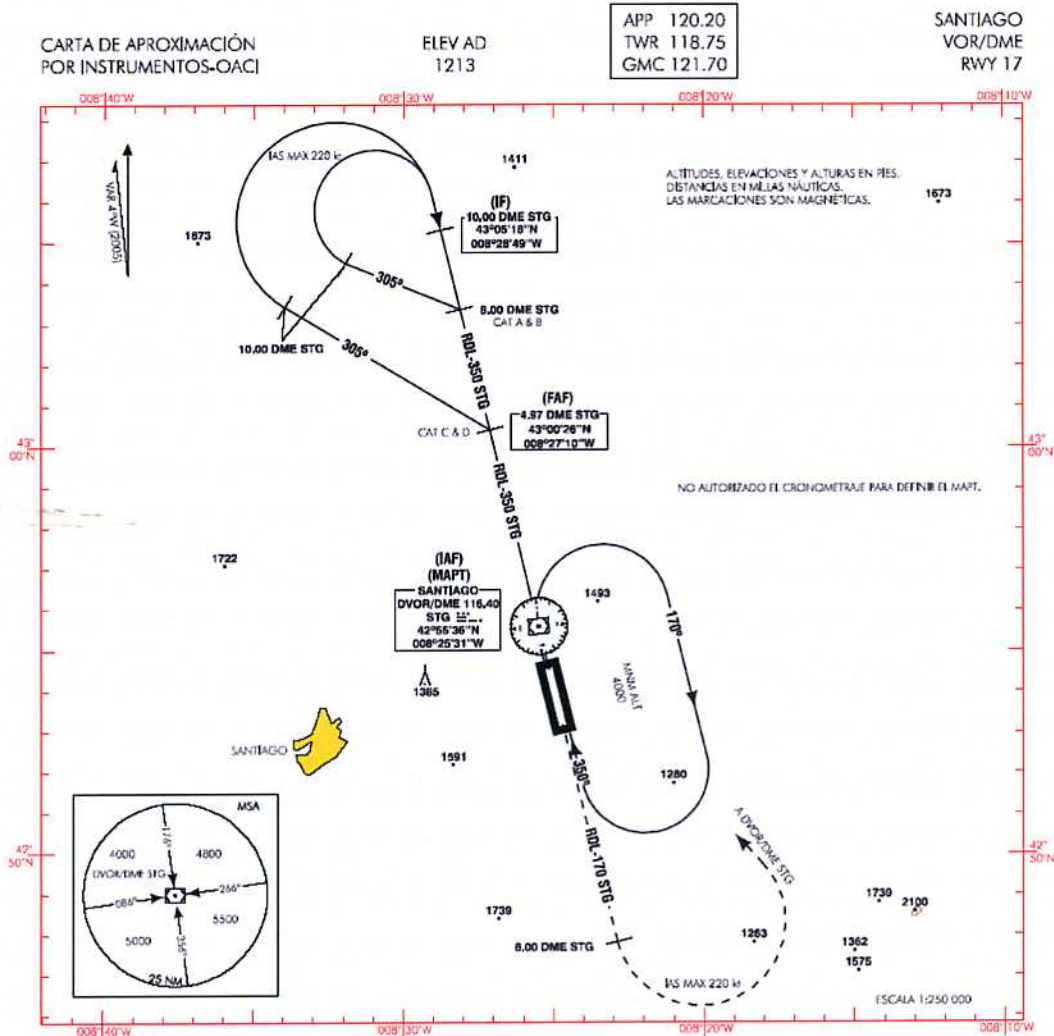 CARTA DE APROXIMACIÓN
POR INSTRUMENTOS-OACI
ELEV AD
1213
APP 120.20
TWR 118.75
GMC 121.70
SANTIAGO
VOR/DME
RWY 17
008°40'W
008°30'W
008°20'W
008°10'W
VAR 4°W (2005)
IAS MAX 220 kt
1411
ALTITUDES, ELEVACIONES Y ALTURAS EN PIES.
DISTANCIAS EN MILLAS NÁUTICAS.
LAS MARCACIONES SON MAGNÉTICAS.
1673
1873
(IF)
10,00 DME STG
43°05'18"N
008°28'49"W
305°
8.00 DME STG
CAT A & B
10,00 DME STG
305°
RDL-350 STG
(FAF)
4.97 DME STG
43°00'26"N
008°27'10"W
CAT C & D
43°
00'N
43°
00'N
RDL-350 STG
NO AUTORIZADO EL CRONOMETRAJE PARA DEFINIR EL MAPT.
1722
(IAF)
(MAPT)
SANTIAGO
DVOR/DME 116.40
STG
42°55'36"N
008°25'31"W
1493
170°
MNM ALT
4000
1385
SANTIAGO
1591
350°
1280
RDL-170 STG
A DVOR/DME STG
MSA
176°
4000
4800
DVOR/DME STG
266°
086°
5500
5000
356°
25 NM
42°
50'N
42°
50'N
1739
1739
2100
8.00 DME STG
1263
1362
1575
IAS MAX 220 kt
ESCALA 1:250 000
008°40'W
008°30'W
008°20'W
008°10'W